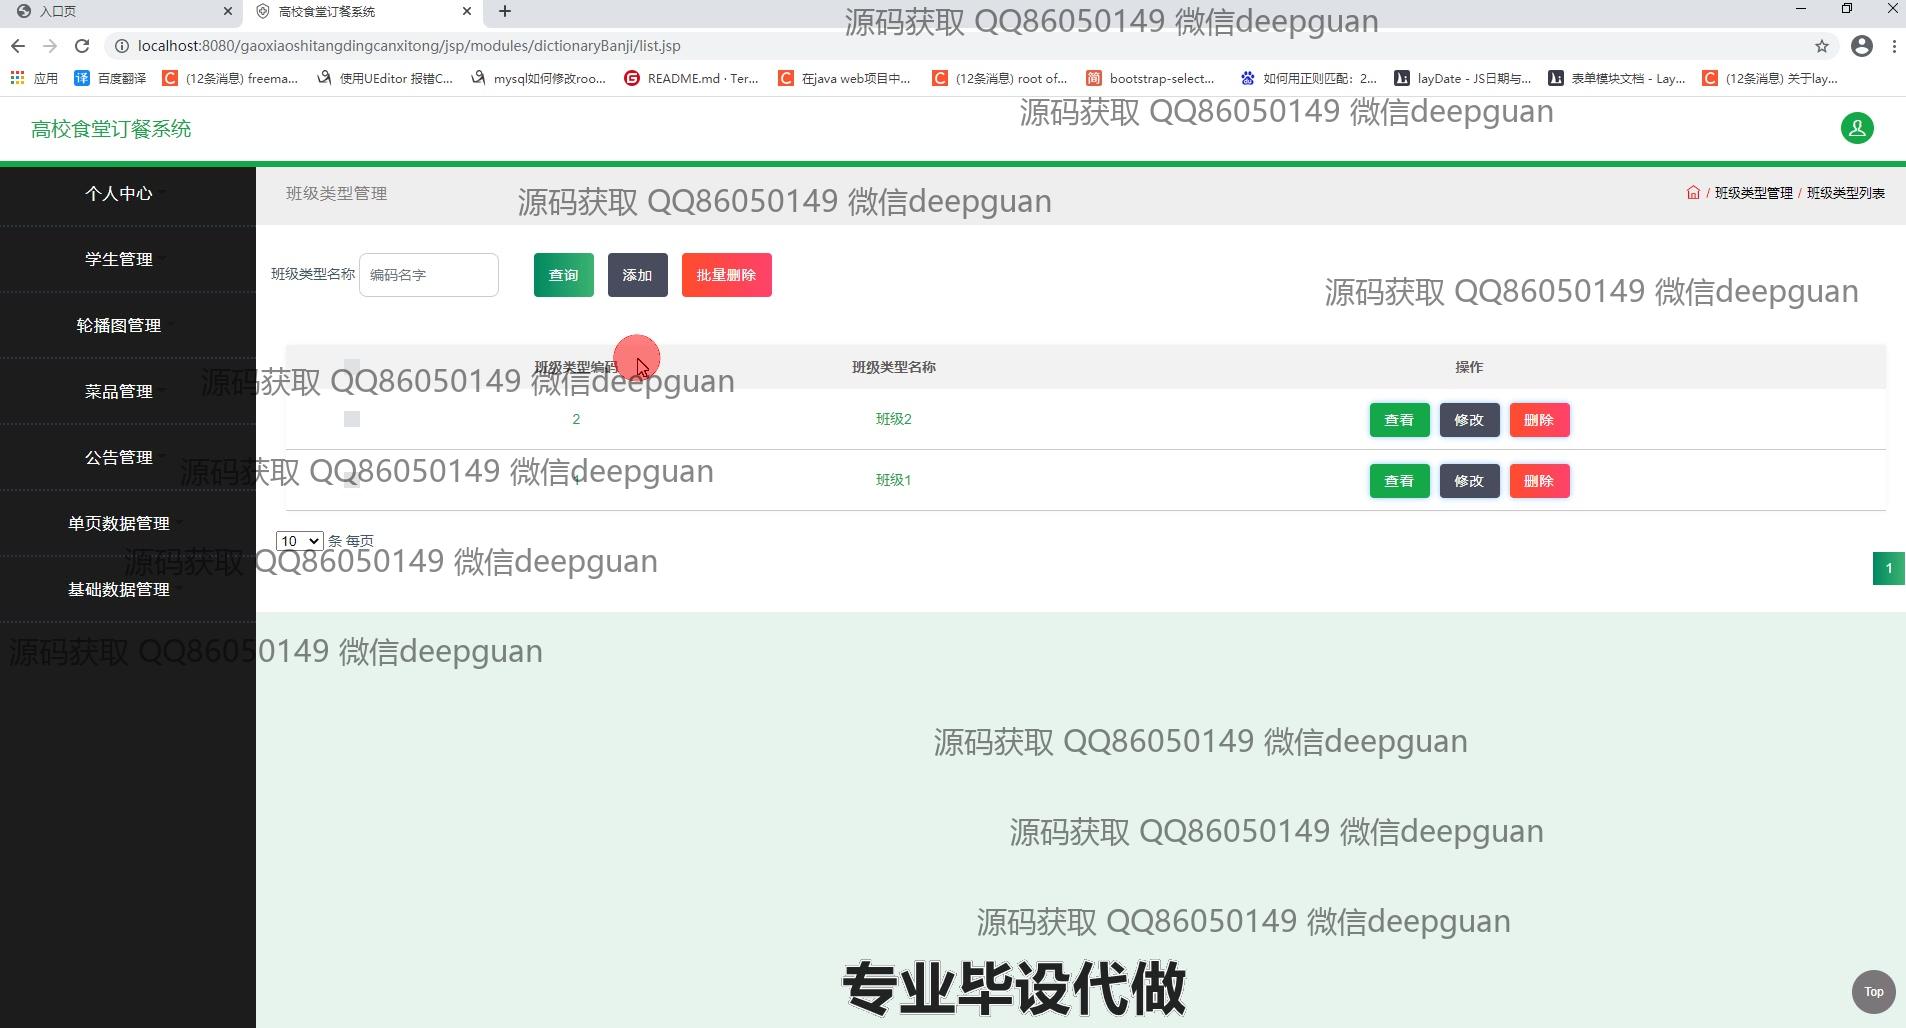 入口页
高校食堂订餐系统
源码获取 QQ86050149 微信deepguan
localhost:8080/gaoxiaoshitangdingcanxitong/jsp/modules/dictionaryBanji/list.jsp
应用 百度翻译 (12条消息) freema... 使用UEditor 报错C... mysql如何修改roo... README.md · Ter... 在java web项目中... (12条消息) root of... bootstrap-select... 如何用正则匹配：2... layDate - JS日期与... 表单模块文档 - Lay... (12条消息) 关于lay...
源码获取 QQ86050149 微信deepguan
高校食堂订餐系统
个人中心
班级类型管理
源码获取 QQ86050149 微信deepguan
/ 班级类型管理 / 班级类型列表
学生管理
班级类型名称 编码名字 查询 添加 批量删除
源码获取 QQ86050149 微信deepguan
轮播图管理
班级类型编码 班级类型名称 操作
源码获取 QQ86050149 微信deepguan
菜品管理
2 班级2 查看 修改 删除
公告管理
源码获取 QQ86050149 微信deepguan
1 班级1 查看 修改 删除
单页数据管理
10 条 每页
源码获取 QQ86050149 微信deepguan
1
基础数据管理
源码获取 QQ86050149 微信deepguan
源码获取 QQ86050149 微信deepguan
源码获取 QQ86050149 微信deepguan
源码获取 QQ86050149 微信deepguan
专业毕设代做
Top